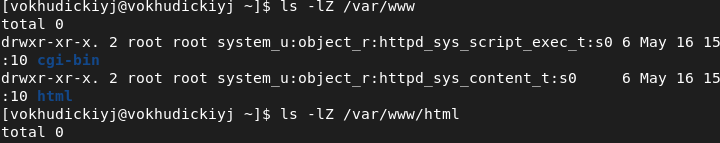 [vokhudickiyj@vokhudickiyj ~]$ ls -lZ /var/www
total 0
drwxr-xr-x. 2 root root system_u:object_r:httpd_sys_script_exec_t:s0 6 May 16 15
:10 cgi-bin
drwxr-xr-x. 2 root root system_u:object_r:httpd_sys_content_t:s0     6 May 16 15
:10 html
[vokhudickiyj@vokhudickiyj ~]$ ls -lZ /var/www/html
total 0